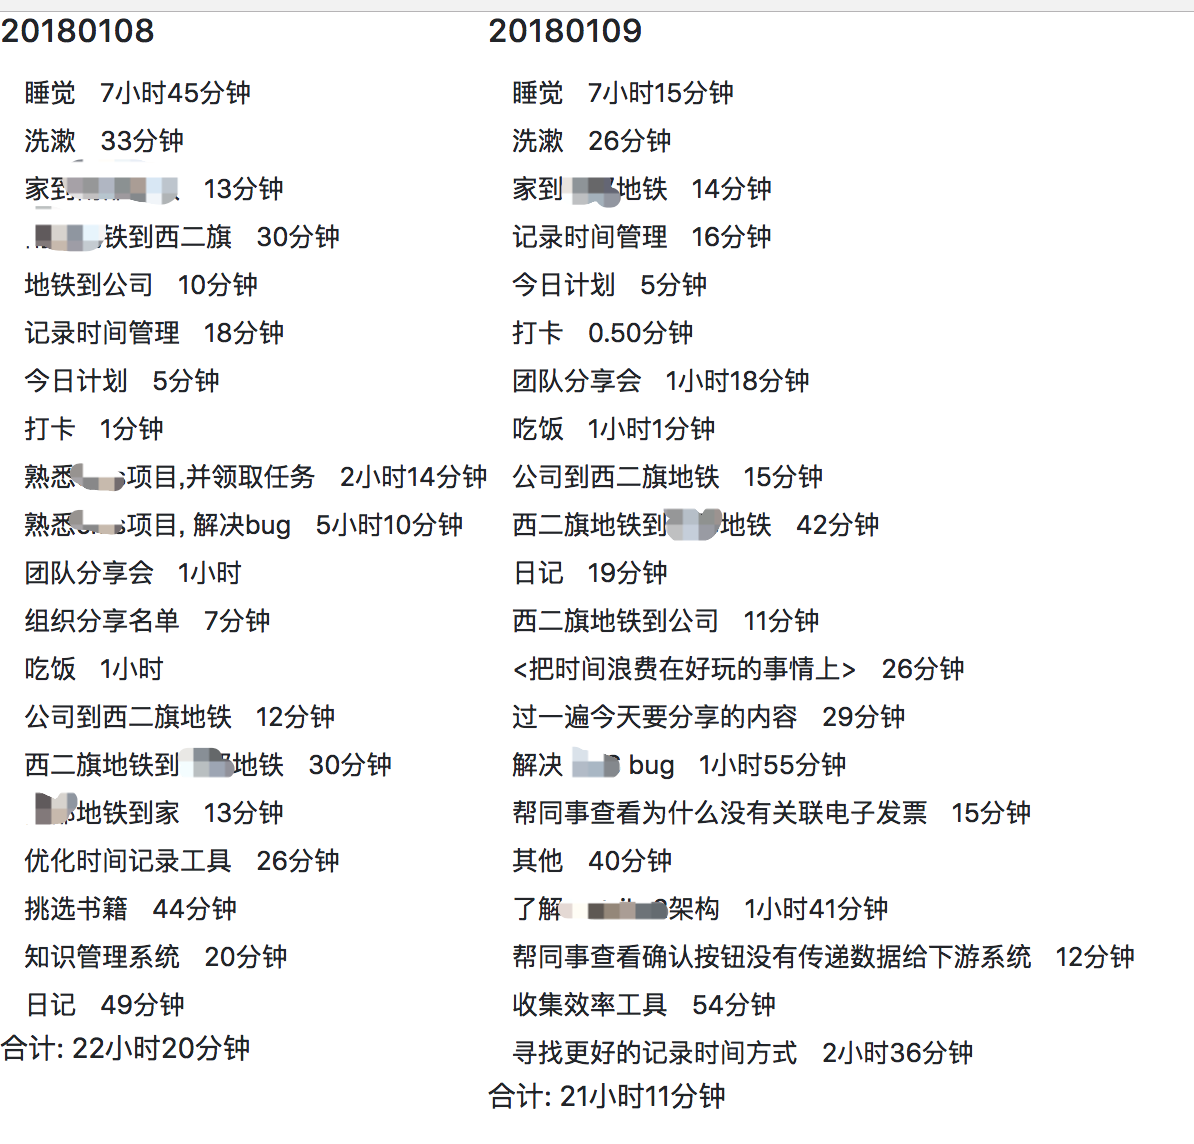 20180108
睡觉 7小时45分钟
洗漱 33分钟
家到 13分钟
铁到西二旗 30分钟
地铁到公司 10分钟
记录时间管理 18分钟
今日计划 5分钟
打卡 1分钟
熟悉 项目,并领取任务 2小时14分钟
熟悉 项目, 解决bug 5小时10分钟
团队分享会 1小时
组织分享名单 7分钟
吃饭 1小时
公司到西二旗地铁 12分钟
西二旗地铁到 地铁 30分钟
地铁到家 13分钟
优化时间记录工具 26分钟
挑选书籍 44分钟
知识管理系统 20分钟
日记 49分钟
合计: 22小时20分钟
20180109
睡觉 7小时15分钟
洗漱 26分钟
家到 地铁 14分钟
记录时间管理 16分钟
今日计划 5分钟
打卡 0.50分钟
团队分享会 1小时18分钟
吃饭 1小时1分钟
公司到西二旗地铁 15分钟
西二旗地铁到 地铁 42分钟
日记 19分钟
西二旗地铁到公司 11分钟
<把时间浪费在好玩的事情上> 26分钟
过一遍今天要分享的内容 29分钟
解决 bug 1小时55分钟
帮同事查看为什么没有关联电子发票 15分钟
其他 40分钟
了解 架构 1小时41分钟
帮同事查看确认按钮没有传递数据给下游系统 12分钟
收集效率工具 54分钟
寻找更好的记录时间方式 2小时36分钟
合计: 21小时11分钟